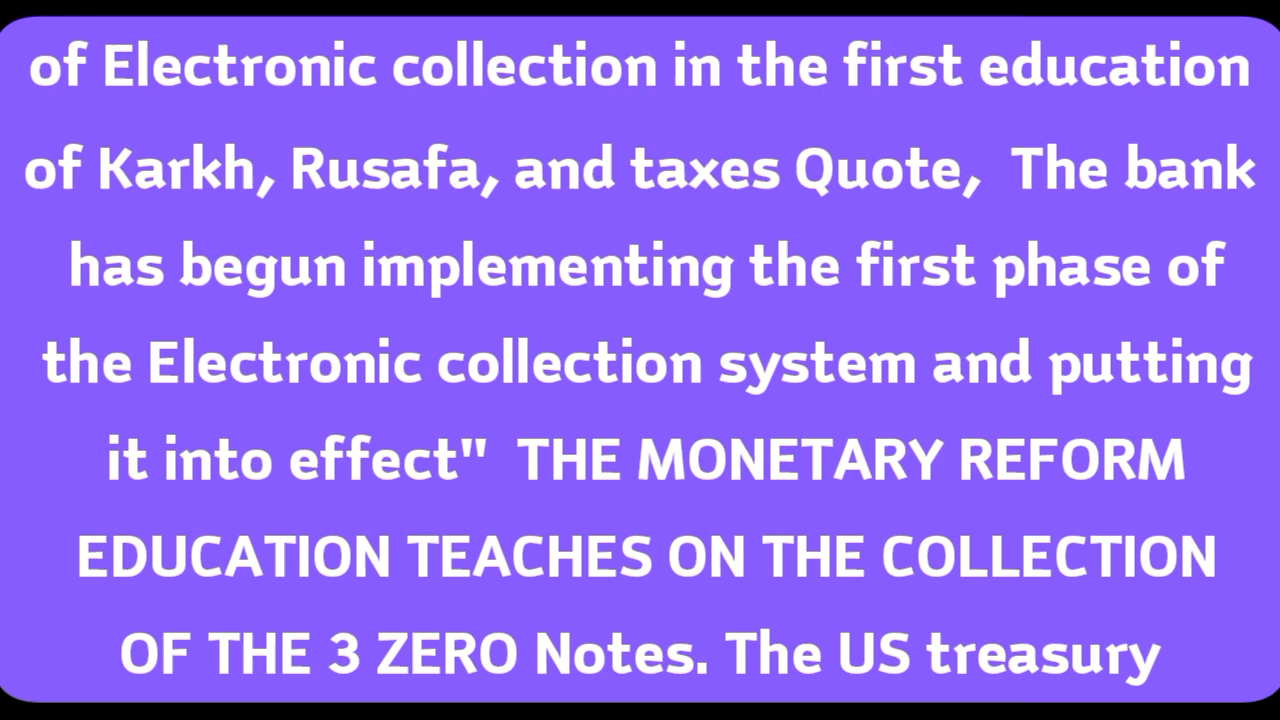 of Electronic collection in the first education
of Karkh, Rusafa, and taxes Quote,  The bank
has begun implementing the first phase of
the Electronic collection system and putting
it into effect"  THE MONETARY REFORM
EDUCATION TEACHES ON THE COLLECTION
OF THE 3 ZERO Notes. The US treasury